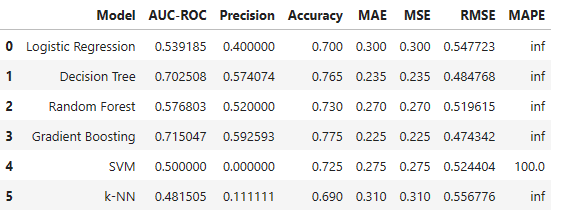 Model AUC-ROC Precision Accuracy MAE MSE RMSE MAPE
0 Logistic Regression 0.539185 0.400000 0.700 0.300 0.300 0.547723 inf
1 Decision Tree 0.702508 0.574074 0.765 0.235 0.235 0.484768 inf
2 Random Forest 0.576803 0.520000 0.730 0.270 0.270 0.519615 inf
3 Gradient Boosting 0.715047 0.592593 0.775 0.225 0.225 0.474342 inf
4 SVM 0.500000 0.000000 0.725 0.275 0.275 0.524404 100.0
5 k-NN 0.481505 0.111111 0.690 0.310 0.310 0.556776 inf